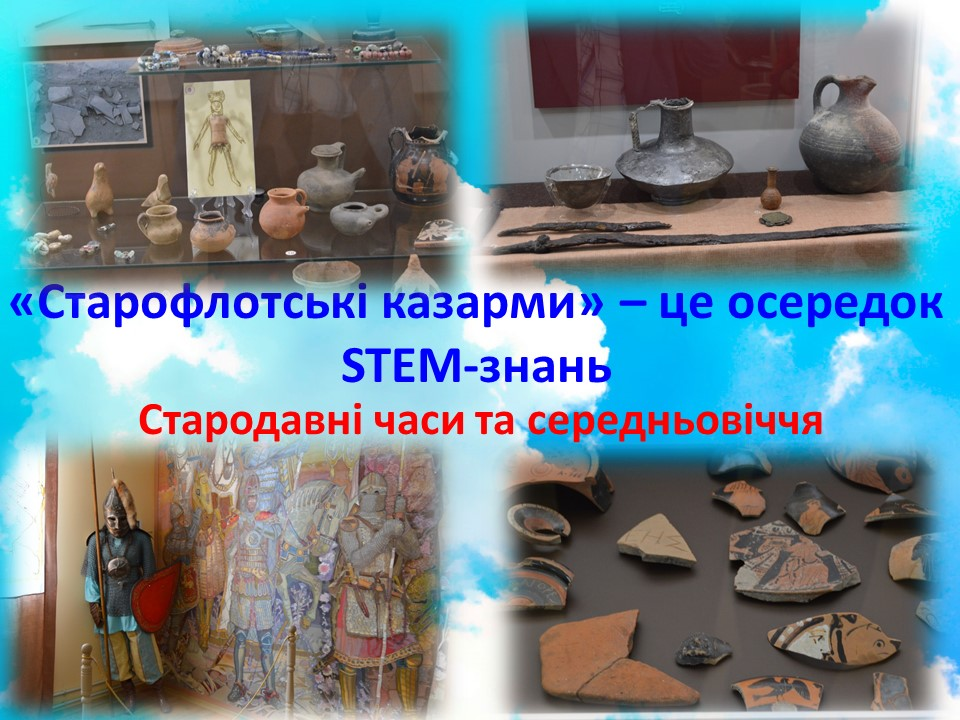 «Старофлотські казарми» – це осередок
STEM-знань
Стародавні часи та середньовіччя